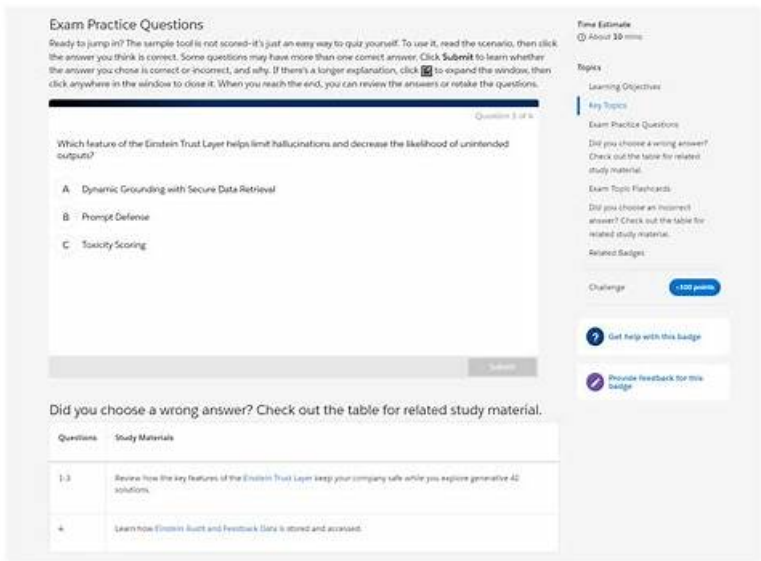 Exam Practice Questions
Ready to jump in? The sample tool is not scored–it's just an easy way to quiz yourself. To use it, read the scenario, then click
the answer you think is correct. Some questions may have more than one correct answer. Click Submit to learn whether
the answer you chose is correct or incorrect, and why. If there's a longer explanation, click to expand the window, then
click anywhere in the window to close it. When you reach the end, you can review the answers or retake the questions.
Question of
Which feature of the Einstein Trust Layer helps limit hallucinations and decrease the likelihood of unintended
outputs?
A Dynamic Grounding with Secure Data Retrieval
B Prompt Defense
C Toxicity Scoring
Submit
Did you choose a wrong answer? Check out the table for related study material.
Questions Study Materials
1-3 Review how the key features of the Einstein Trust Layer keep your company safe while you explore generative AI
solutions.
4 Learn how Einstein Audit and Feedback Data is stored and accessed.
Time Estimate
About 10 mins
Topics
Learning Objectives
Key Topics
Exam Practice Questions
Did you choose a wrong answer?
Check out the table for related
study material.
Exam Topic Flashcards
Did you choose an incorrect
answer? Check out the table for
related study material.
Related Badges
Challenge +100 points
Get help with this badge
Provide feedback for this
badge